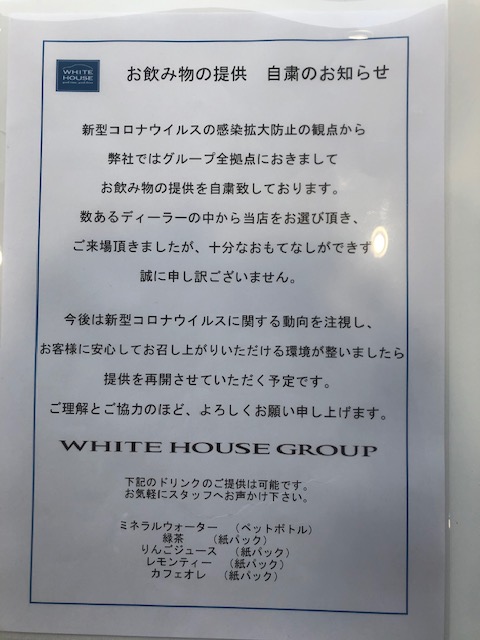 WHITE
HOUSE
お飲み物の提供 自粛のお知らせ
新型コロナウイルスの感染拡大防止の観点から
弊社ではグループ全拠点におきまして
お飲み物の提供を自粛致しております。
数あるディーラーの中から当店をお選び頂き、
ご来場頂きましたが、十分なおもてなしができず
誠に申し訳ございません。
今後は新型コロナウイルスに関する動向を注視し、
お客様に安心してお召し上がりいただける環境が整いましたら
提供を再開させていただく予定です。
ご理解とご協力のほど、よろしくお願い申し上げます。
WHITE HOUSE GROUP
下記のドリンクのご提供は可能です。
お気軽にスタッフへお声かけ下さい。
ミネラルウォーター （ペットボトル）
緑茶 （紙パック）
りんごジュース （紙パック）
レモンティー （紙パック）
カフェオレ （紙パック）